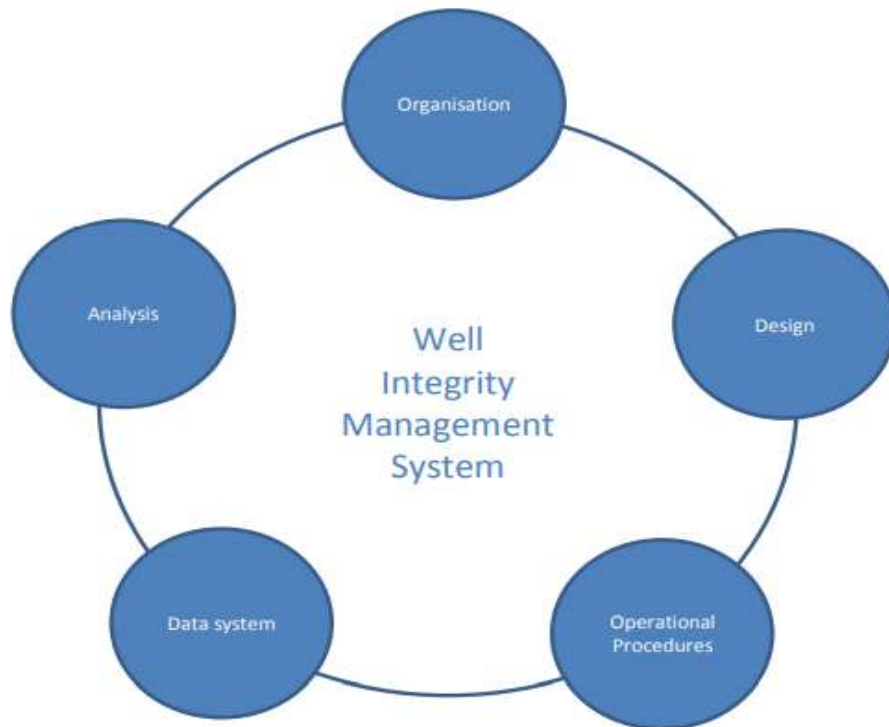 Organisation
Analysis
Design
Well
Integrity
Management
System
Data system
Operational
Procedures